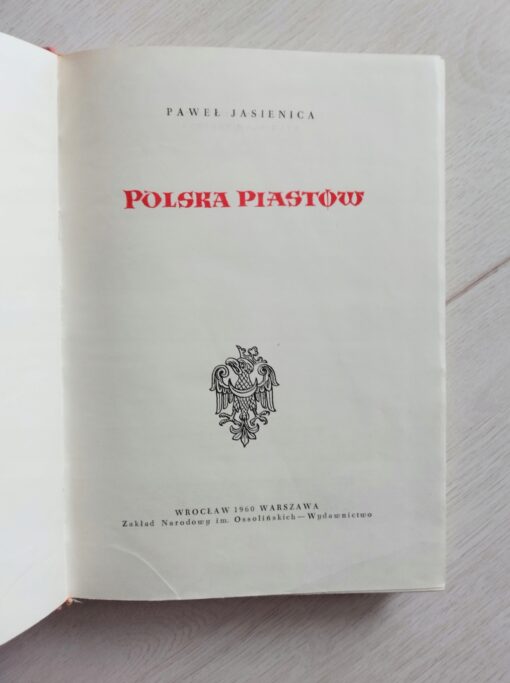 PAWEŁ JASIENICA
POLSKA PIASTÓW
WROCŁAW 1960 WARSZAWA
Zakład Narodowy im. Ossolińskich — Wydawnictwo